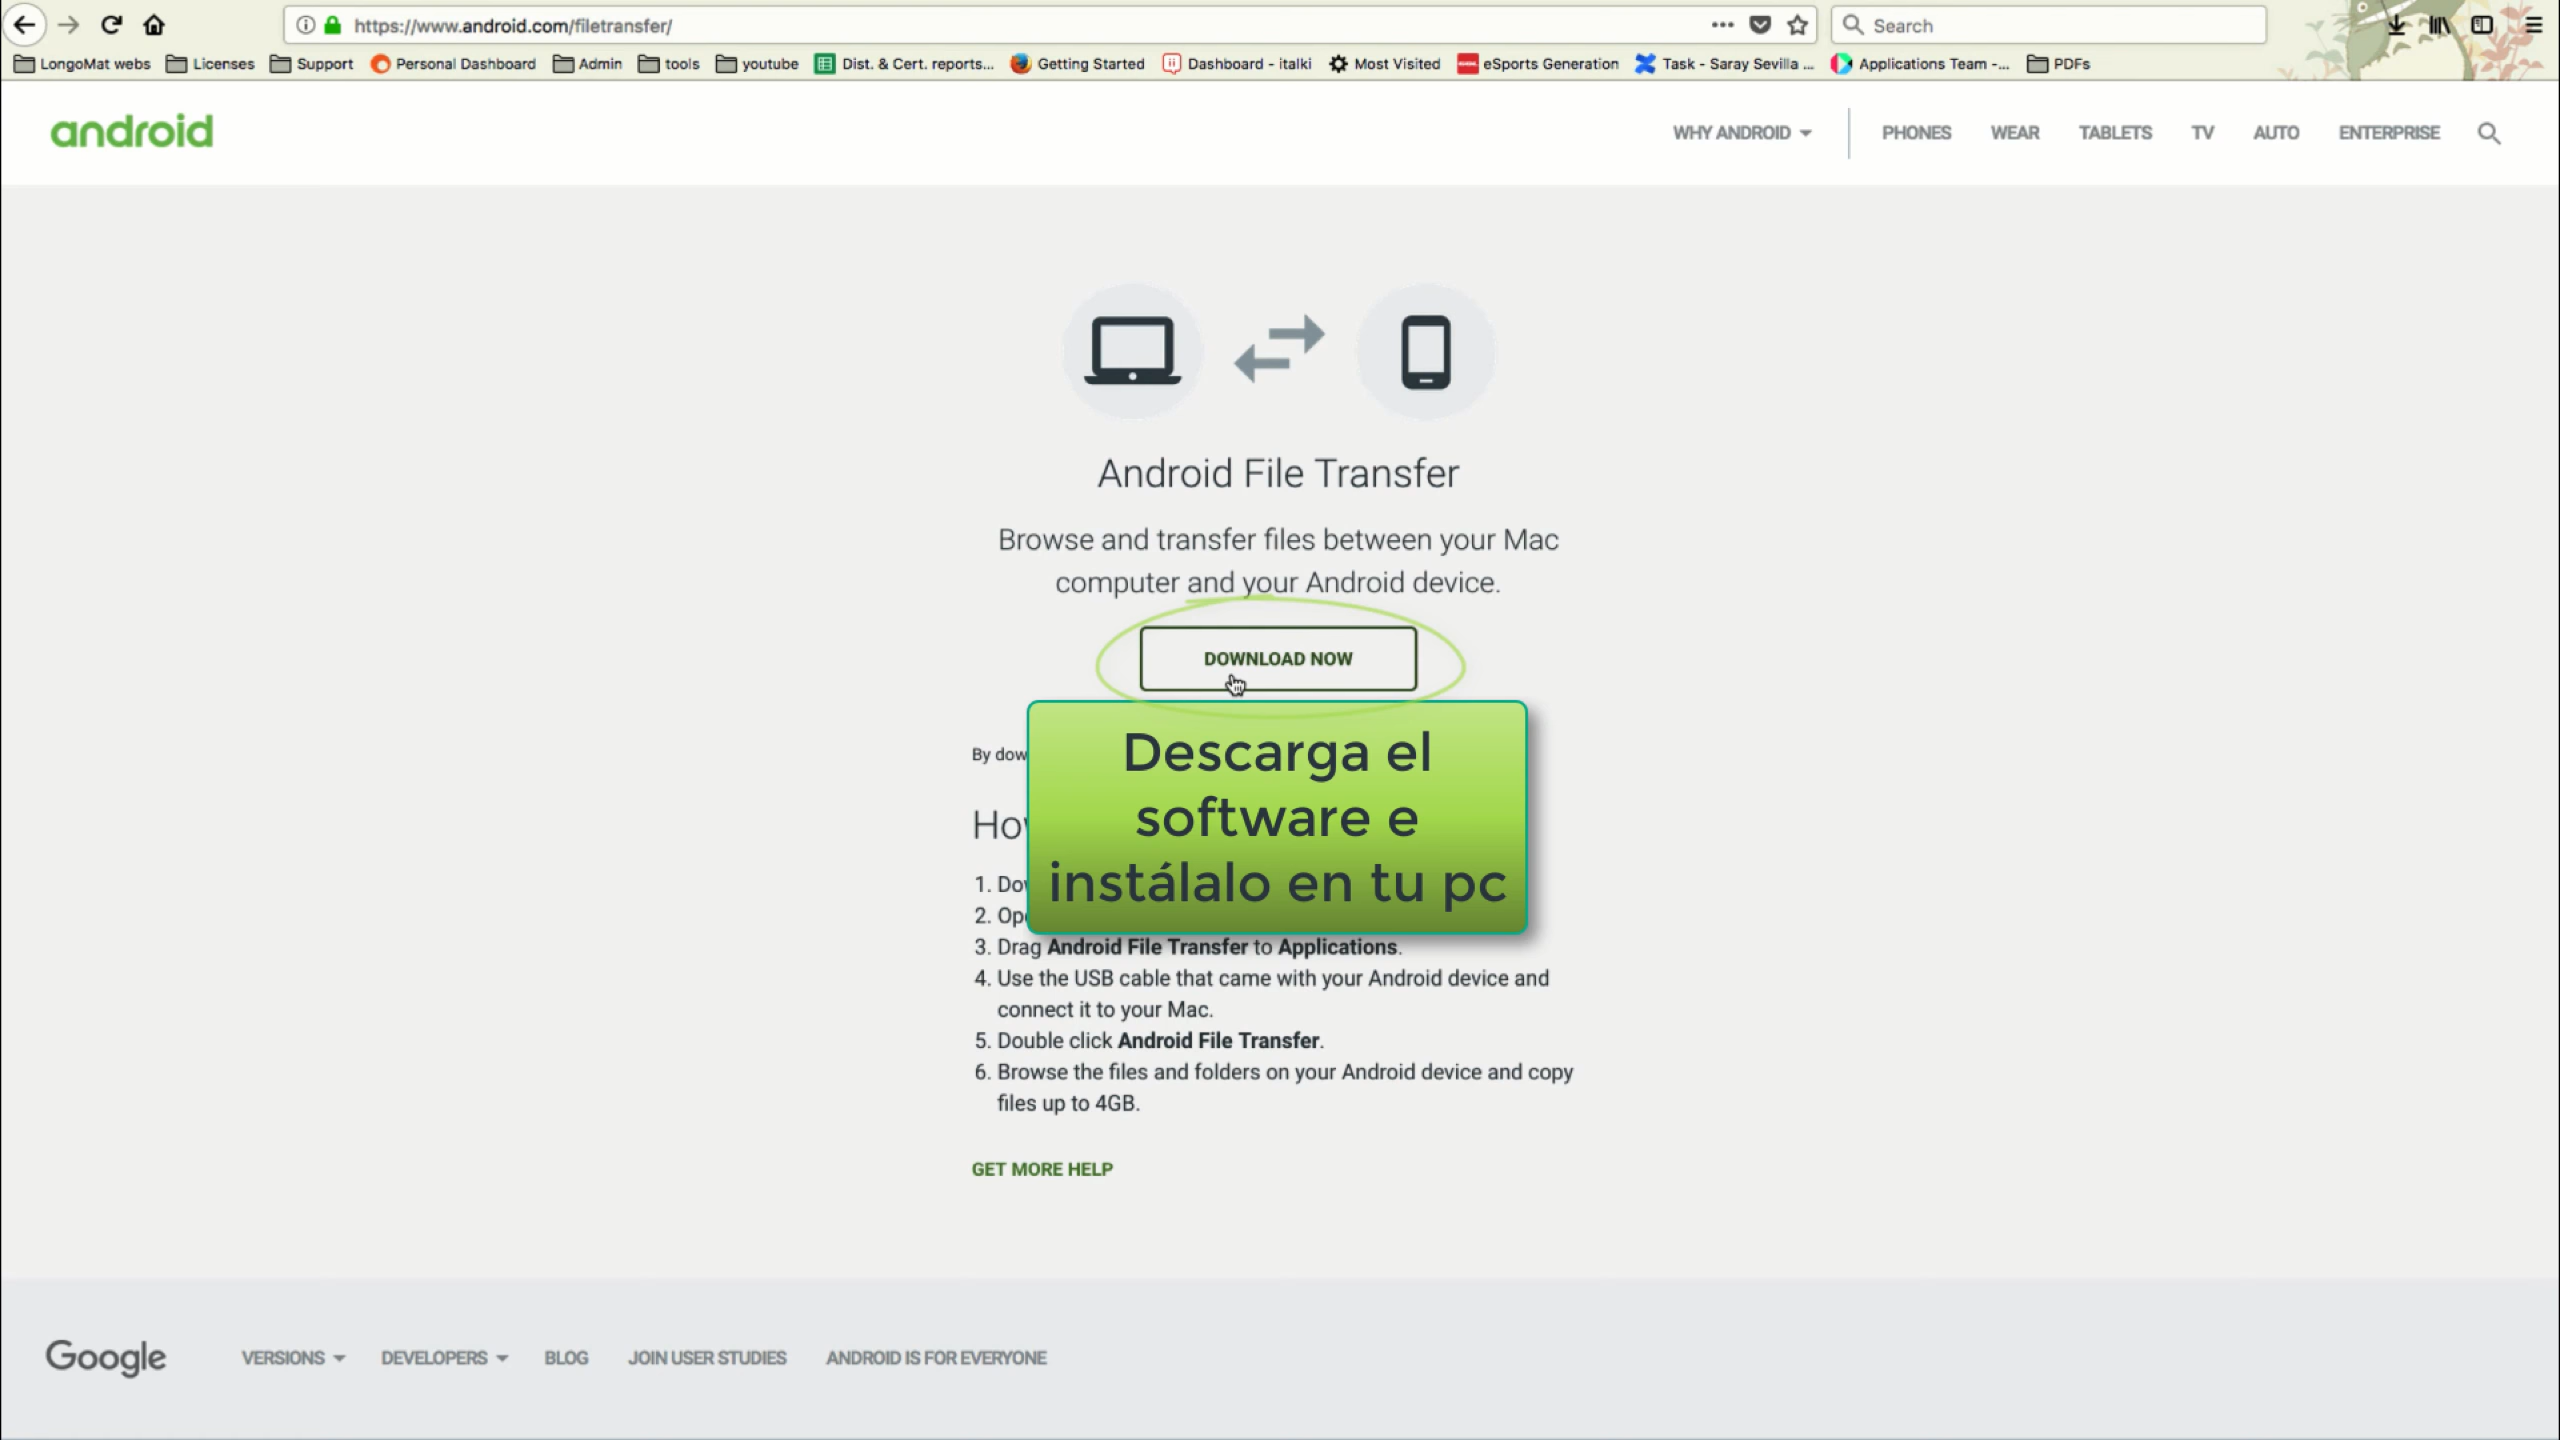 https://www.android.com/filetransfer/
Search
LongoMat webs Licenses Support Personal Dashboard Admin tools youtube Dist. & Cert. reports... Getting Started Dashboard - italki Most Visited eSports Generation Task - Saray Sevilla ... Applications Team -... PDFs
android
WHY ANDROID PHONES WEAR TABLETS TV AUTO ENTERPRISE
Android File Transfer
Browse and transfer files between your Mac
computer and your Android device.
DOWNLOAD NOW
By
Descarga el
software e
instálalo en tu pc
1.
2.
3. Drag Android File Transfer to Applications.
4. Use the USB cable that came with your Android device and
connect it to your Mac.
5. Double click Android File Transfer.
6. Browse the files and folders on your Android device and copy
files up to 4GB.
GET MORE HELP
Google VERSIONS DEVELOPERS BLOG JOIN USER STUDIES ANDROID IS FOR EVERYONE